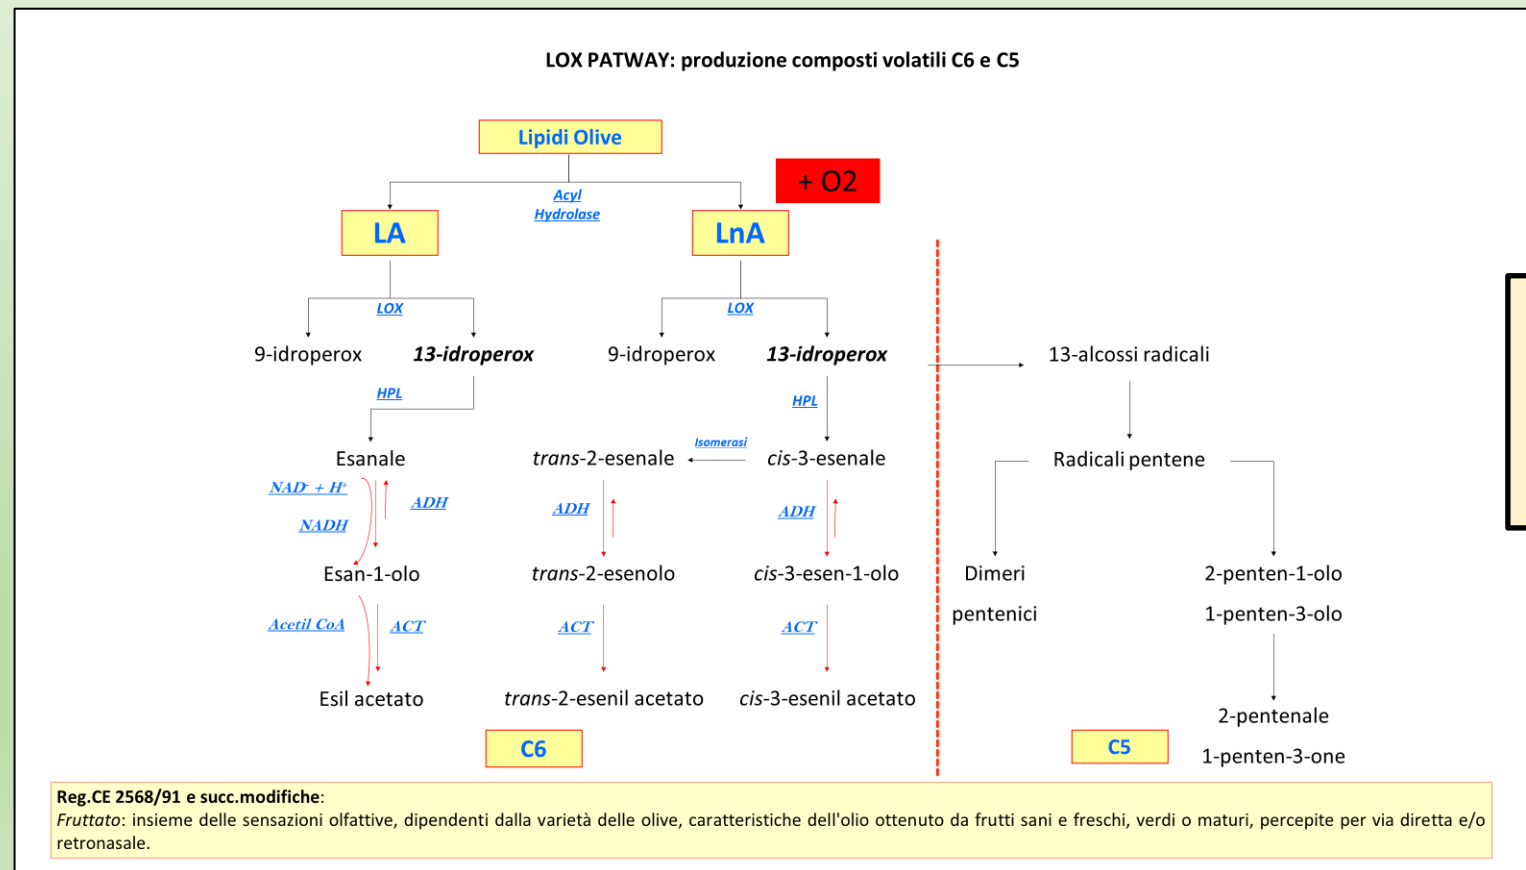 LOX PATWAY: produzione composti volatili C6 e C5
Lipidi Olive
+ O2
Acyl
Hydrolase
LA
LnA
LOX
LOX
9-idroperox
13-idroperox
9-idroperox
13-idroperox
13-alcossi radicali
HPL
HPL
Isomerasi
Esanale
trans-2-esenale
cis-3-esenale
Radicali pentene
NAD⁻ + H⁺
ADH
ADH
ADH
NADH
Esan-1-olo
trans-2-esenolo
cis-3-esen-1-olo
Dimeri
pentenici
2-penten-1-olo
1-penten-3-olo
Acetil CoA
ACT
ACT
ACT
Esil acetato
trans-2-esenil acetato
cis-3-esenil acetato
2-pentenale
1-penten-3-one
C6
C5
Reg.CE 2568/91 e succ.modifiche:
Fruttato: insieme delle sensazioni olfattive, dipendenti dalla varietà delle olive, caratteristiche dell'olio ottenuto da frutti sani e freschi, verdi o maturi, percepite per via diretta e/o
retronasale.